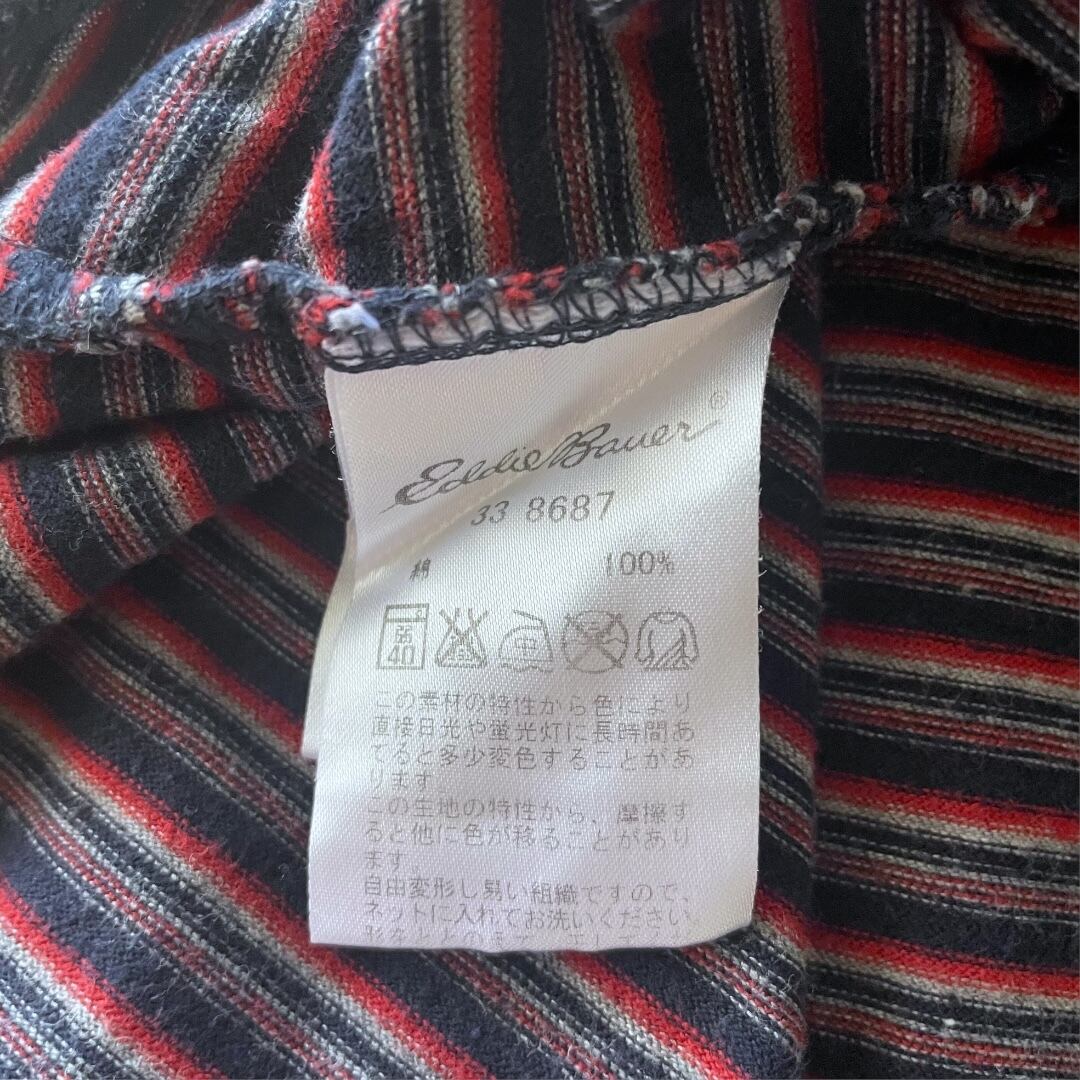 Eddie Bauer®
33 8687
綿 100%
弱
40
この素材の特性から色により
直接日光や蛍光灯に長時間あ
てると多少変色することがあ
ります。
この生地の特性から、摩擦す
ると他に色が移ることがあり
ます。
自由変形し易い組織ですので、
ネットに入れてお洗いください